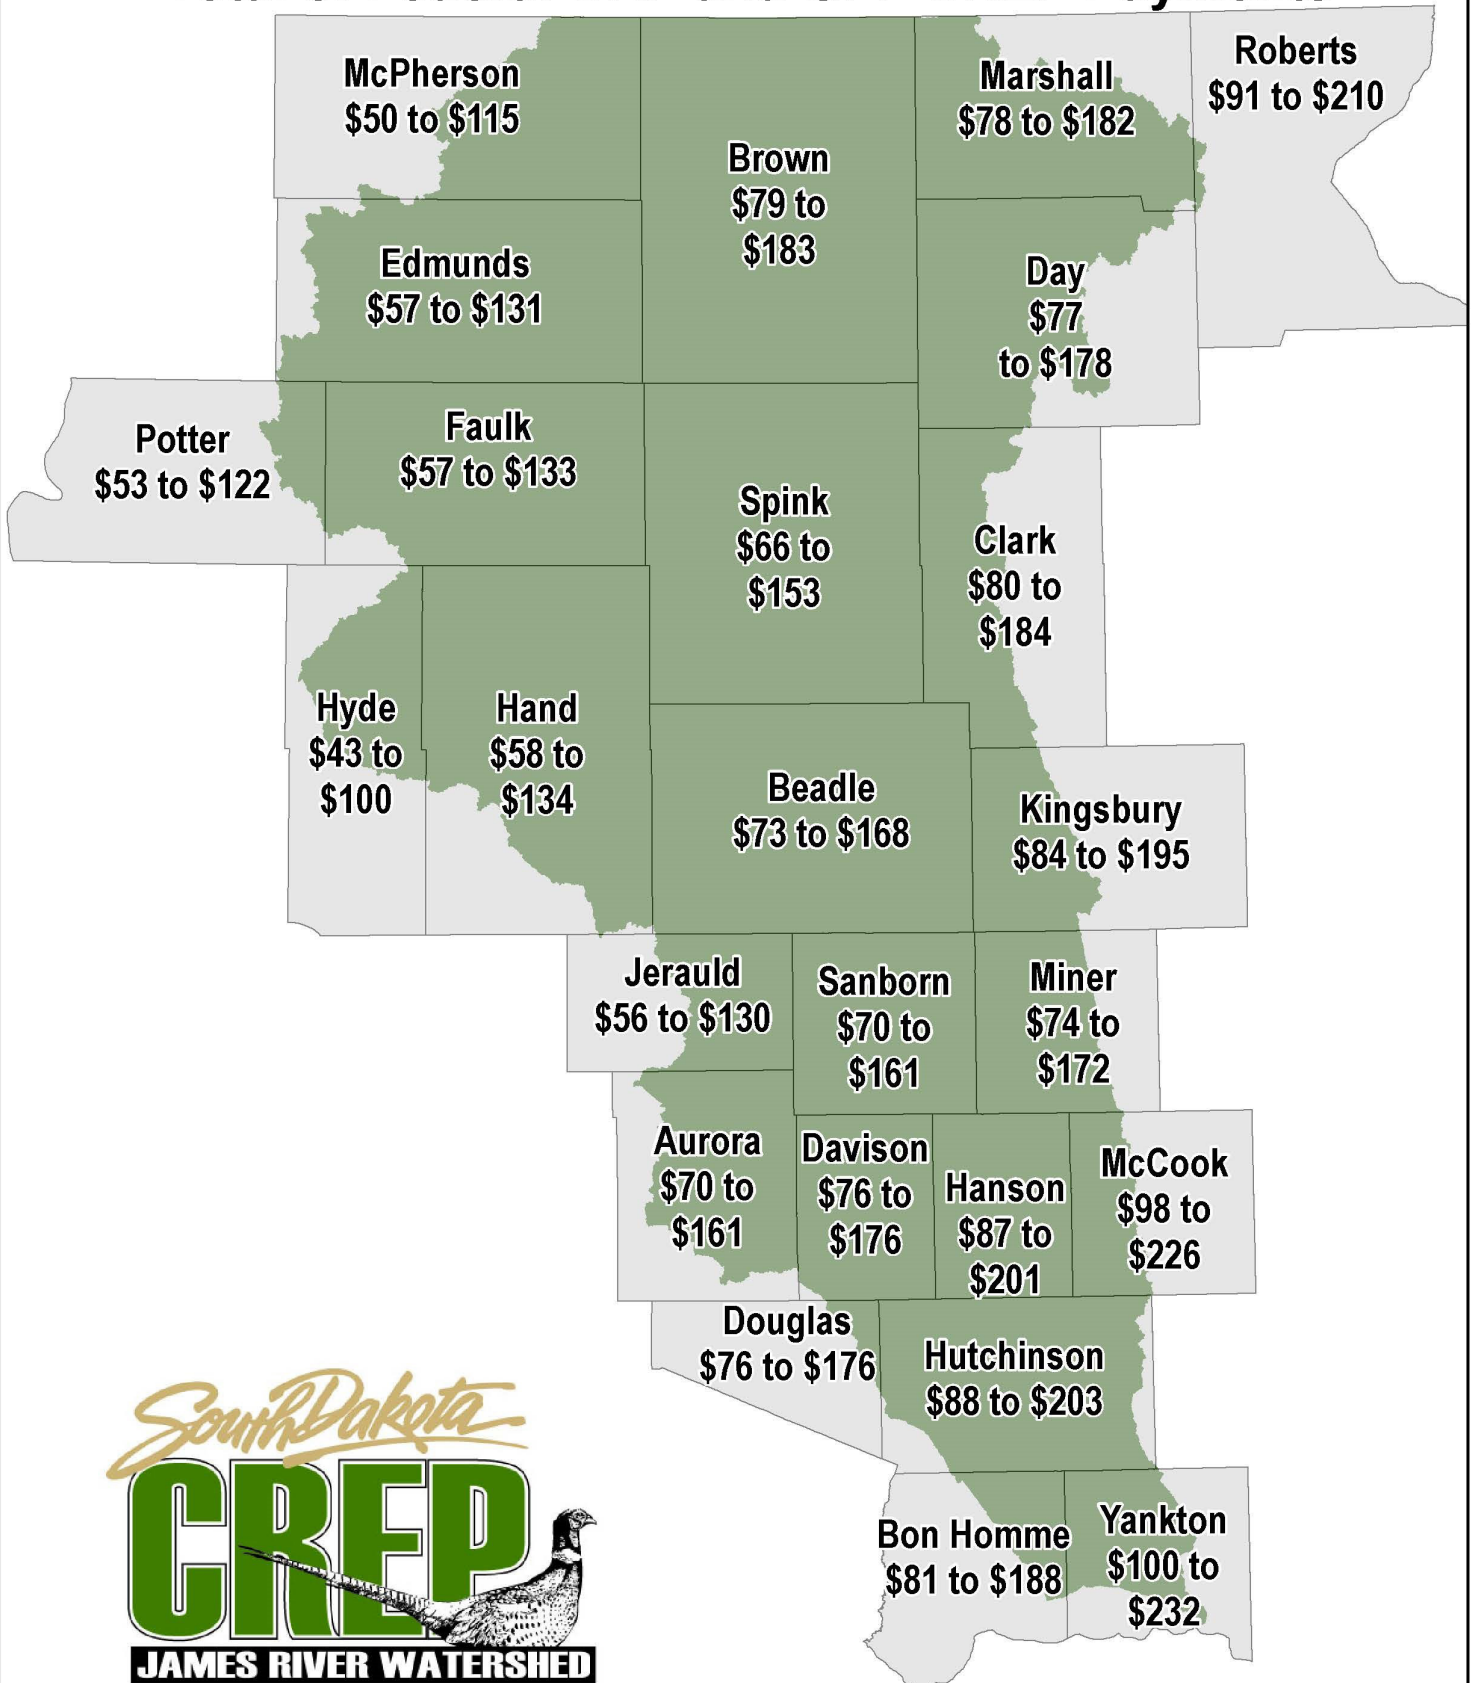 McPherson
$50 to $115
Brown
$79 to
$183
Marshall
$78 to $182
Roberts
$91 to $210
Edmunds
$57 to $131
Day
$77
to $178
Potter
$53 to $122
Faulk
$57 to $133
Spink
$66 to
$153
Clark
$80 to
$184
Hyde
$43 to
$100
Hand
$58 to
$134
Beadle
$73 to $168
Kingsbury
$84 to $195
Jerauld
$56 to $130
Sanborn
$70 to
$161
Miner
$74 to
$172
Aurora
$70 to
$161
Davison
$76 to
$176
Hanson
$87 to
$201
McCook
$98 to
$226
Douglas
$76 to $176
Hutchinson
$88 to $203
Bon Homme
$81 to $188
Yankton
$100 to
$232
South Dakota
CREP
JAMES RIVER WATERSHED